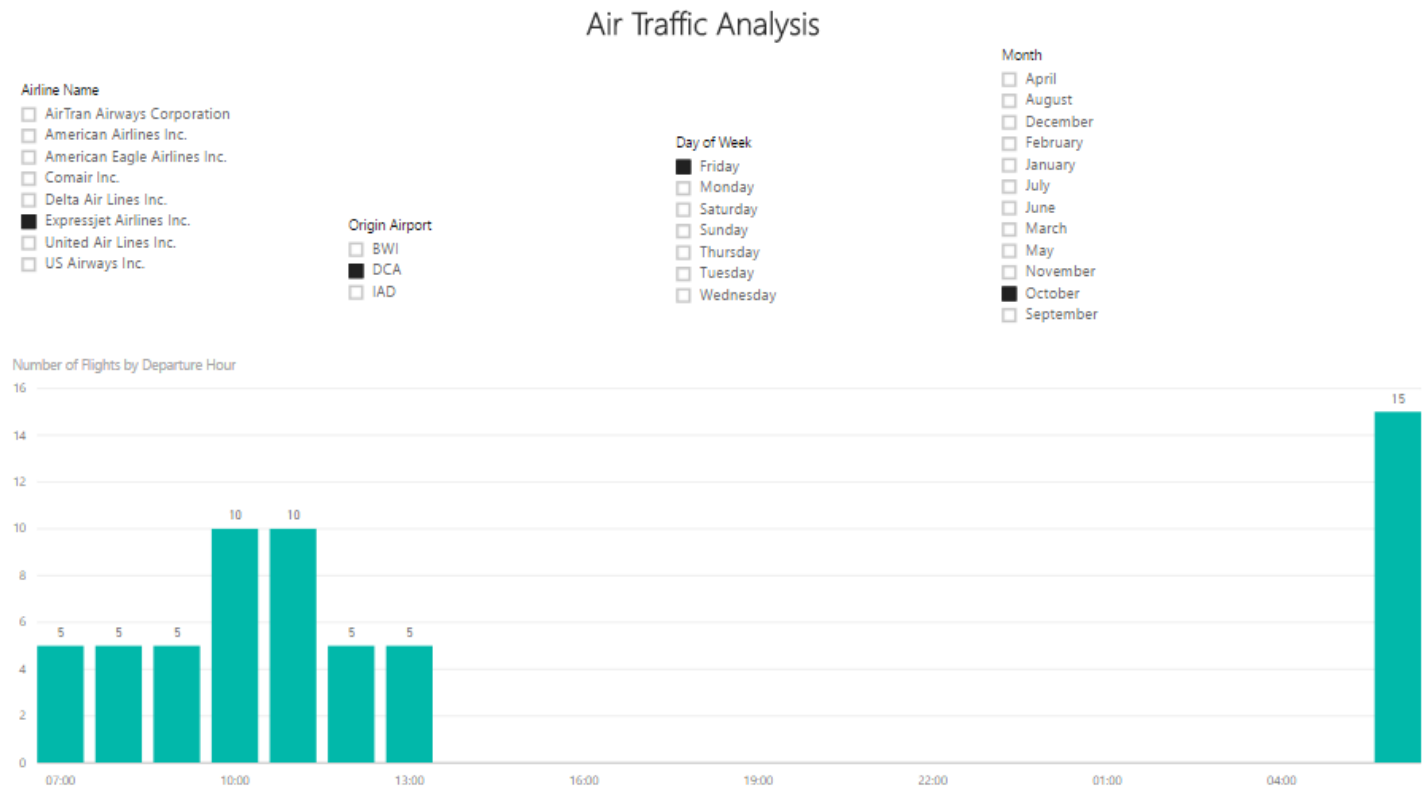 Air Traffic Analysis
Airline Name
AirTran Airways Corporation
American Airlines Inc.
American Eagle Airlines Inc.
Comair Inc.
Delta Air Lines Inc.
Expressjet Airlines Inc.
United Air Lines Inc.
US Airways Inc.
Origin Airport
BWI
DCA
IAD
Day of Week
Friday
Monday
Saturday
Sunday
Thursday
Tuesday
Wednesday
Month
April
August
December
February
January
July
June
March
May
November
October
September
Number of Flights by Departure Hour
16
14
12
10
8
6
4
2
0
5
5
5
10
10
5
5
15
07:00
10:00
13:00
16:00
19:00
22:00
01:00
04:00